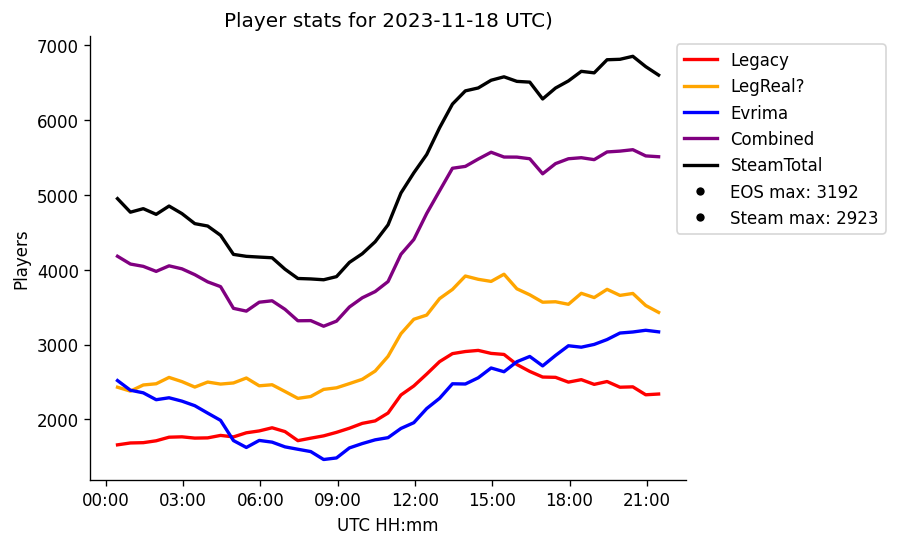 Player stats for 2023-11-18 UTC)
7000
6000
5000
4000
3000
2000
Players
00:00 03:00 06:00 09:00 12:00 15:00 18:00 21:00
UTC HH:mm
Legacy
LegReal?
Evrima
Combined
SteamTotal
EOS max: 3192
Steam max: 2923